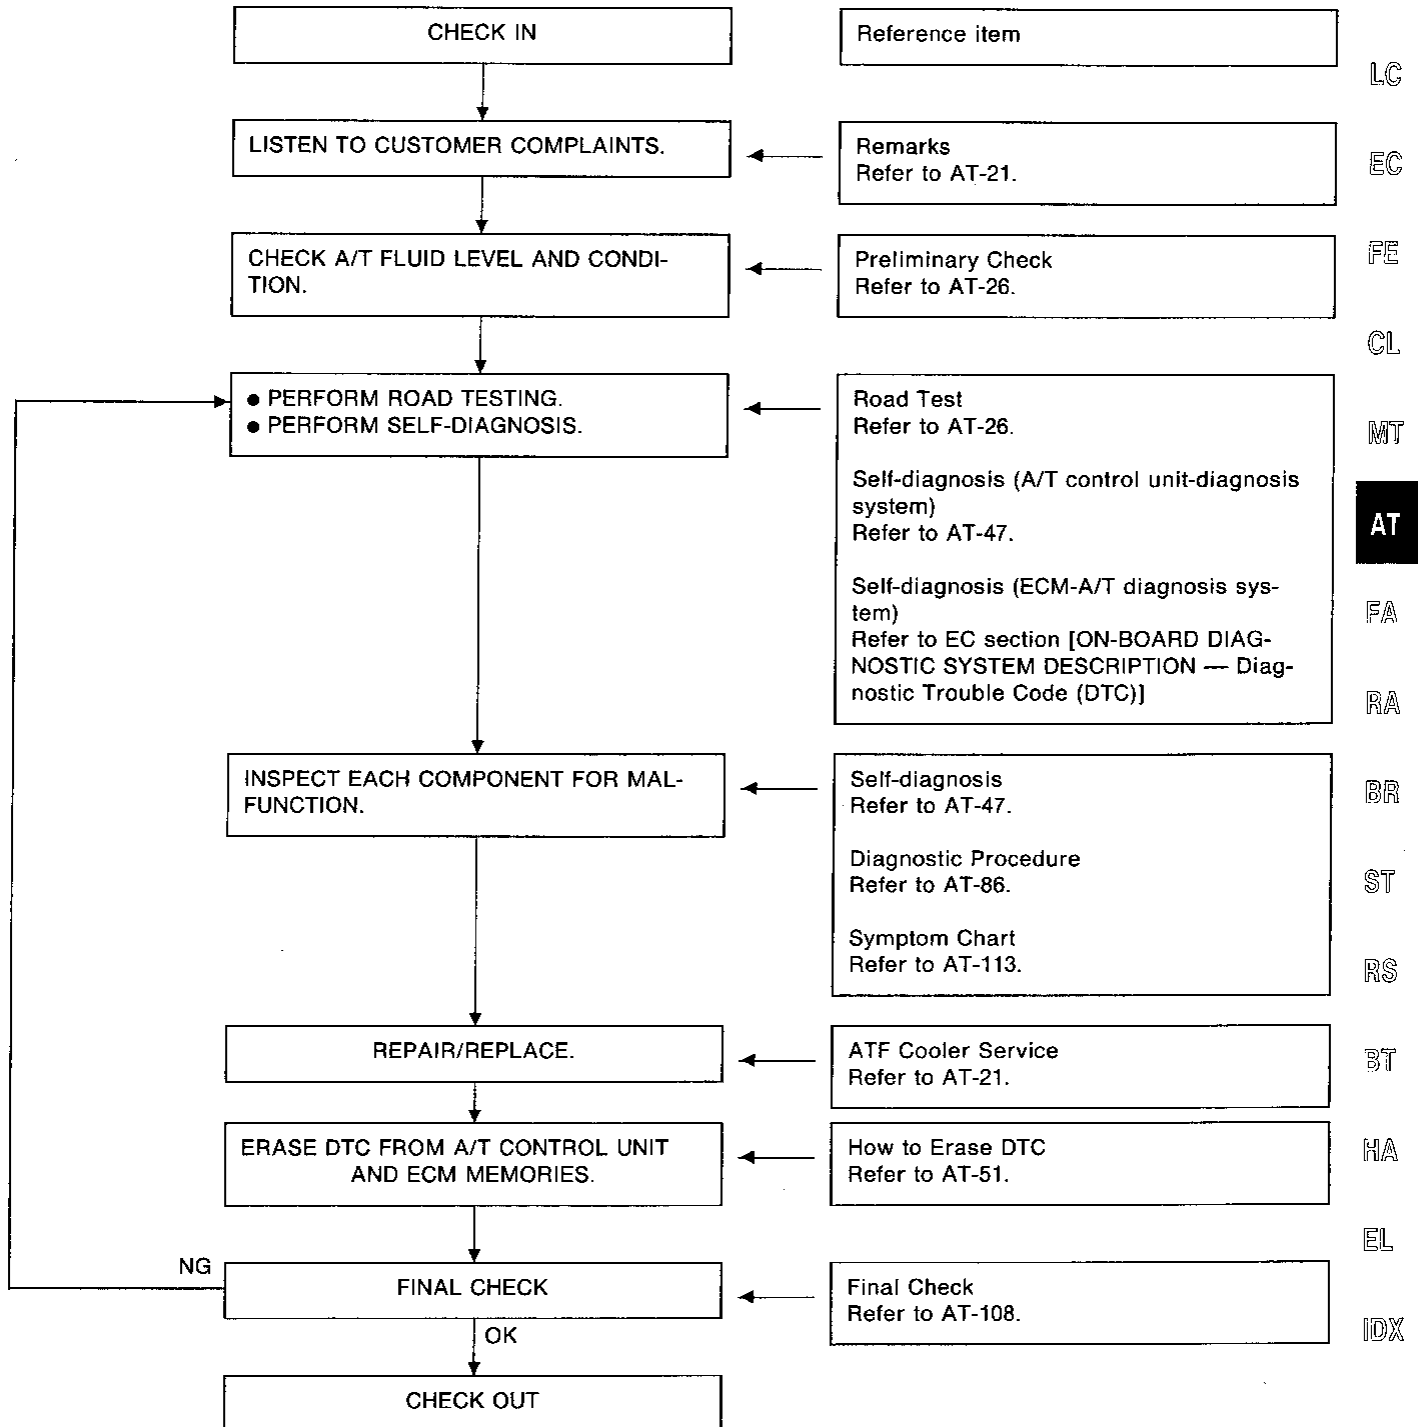 CHECK IN
Reference item
LISTEN TO CUSTOMER COMPLAINTS.
Remarks
Refer to AT-21.
CHECK A/T FLUID LEVEL AND CONDI-
TION.
Preliminary Check
Refer to AT-26.
● PERFORM ROAD TESTING.
● PERFORM SELF-DIAGNOSIS.
Road Test
Refer to AT-26.
Self-diagnosis (A/T control unit-diagnosis
system)
Refer to AT-47.
Self-diagnosis (ECM-A/T diagnosis sys-
tem)
Refer to EC section [ON-BOARD DIAG-
NOSTIC SYSTEM DESCRIPTION — Diag-
nostic Trouble Code (DTC)]
INSPECT EACH COMPONENT FOR MAL-
FUNCTION.
Self-diagnosis
Refer to AT-47.
Diagnostic Procedure
Refer to AT-86.
Symptom Chart
Refer to AT-113.
REPAIR/REPLACE.
ATF Cooler Service
Refer to AT-21.
ERASE DTC FROM A/T CONTROL UNIT
AND ECM MEMORIES.
How to Erase DTC
Refer to AT-51.
NG
FINAL CHECK
Final Check
Refer to AT-108.
OK
CHECK OUT
LC
EC
FE
CL
MT
AT
FA
RA
BR
ST
RS
BT
HA
EL
IDX